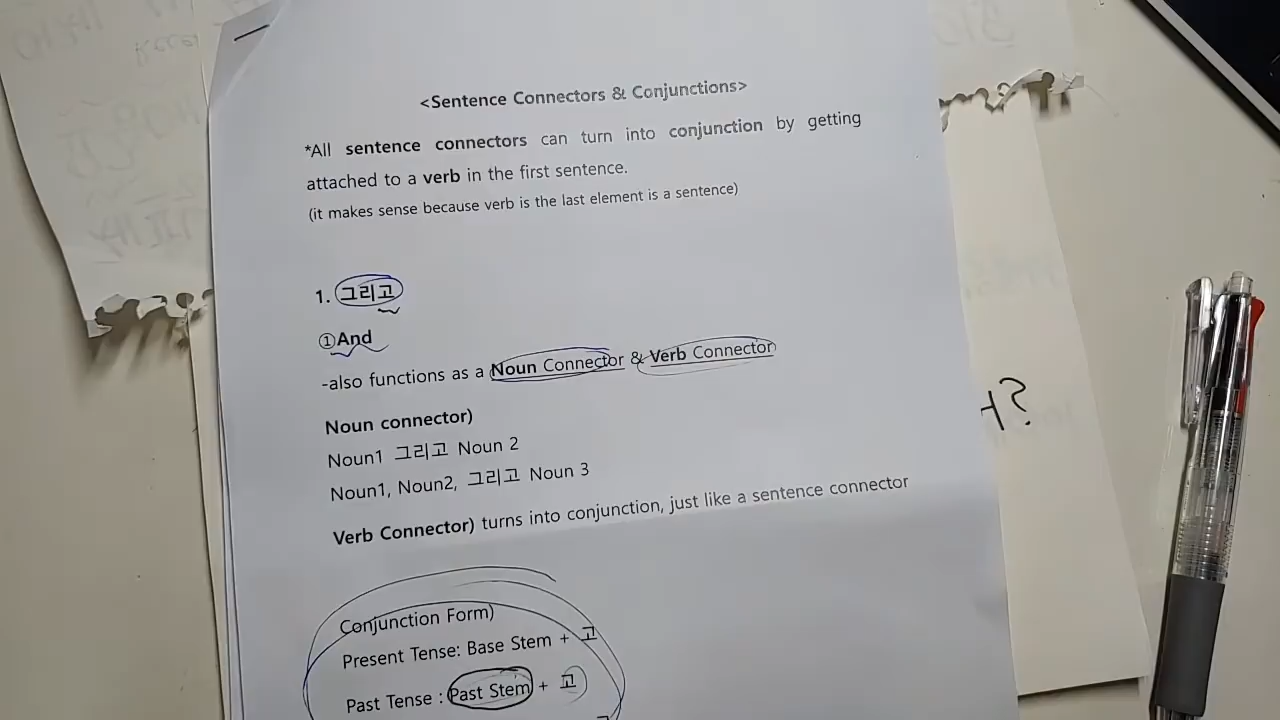 <Sentence Connectors & Conjunctions>
*All sentence connectors can turn into conjunction by getting
attached to a verb in the first sentence.
(it makes sense because verb is the last element is a sentence)
1. 그리고
①And
-also functions as a Noun Connector & Verb Connector
Noun connector)
Noun1 그리고 Noun 2
Noun1, Noun2, 그리고 Noun 3
Verb Connector) turns into conjunction, just like a sentence connector
Conjunction Form)
Present Tense: Base Stem + 고
Past Tense : Past Stem + 고